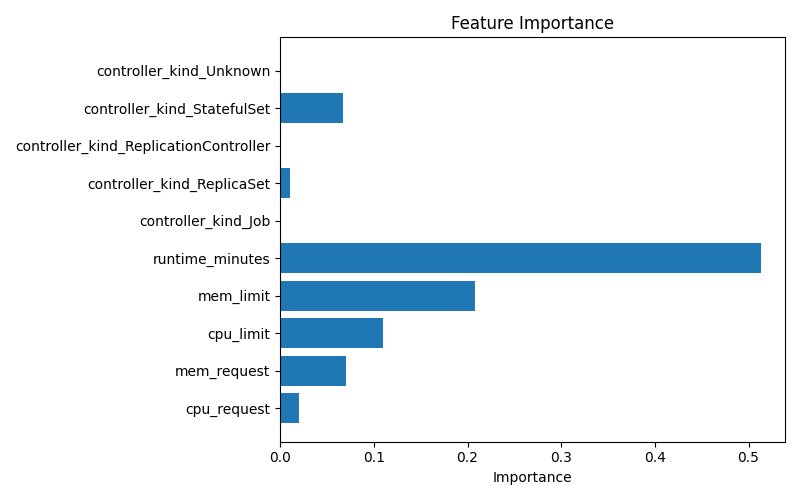 Feature Importance
controller_kind_Unknown
controller_kind_StatefulSet
controller_kind_ReplicationController
controller_kind_ReplicaSet
controller_kind_Job
runtime_minutes
mem_limit
cpu_limit
mem_request
cpu_request
0.0 0.1 0.2 0.3 0.4 0.5
Importance